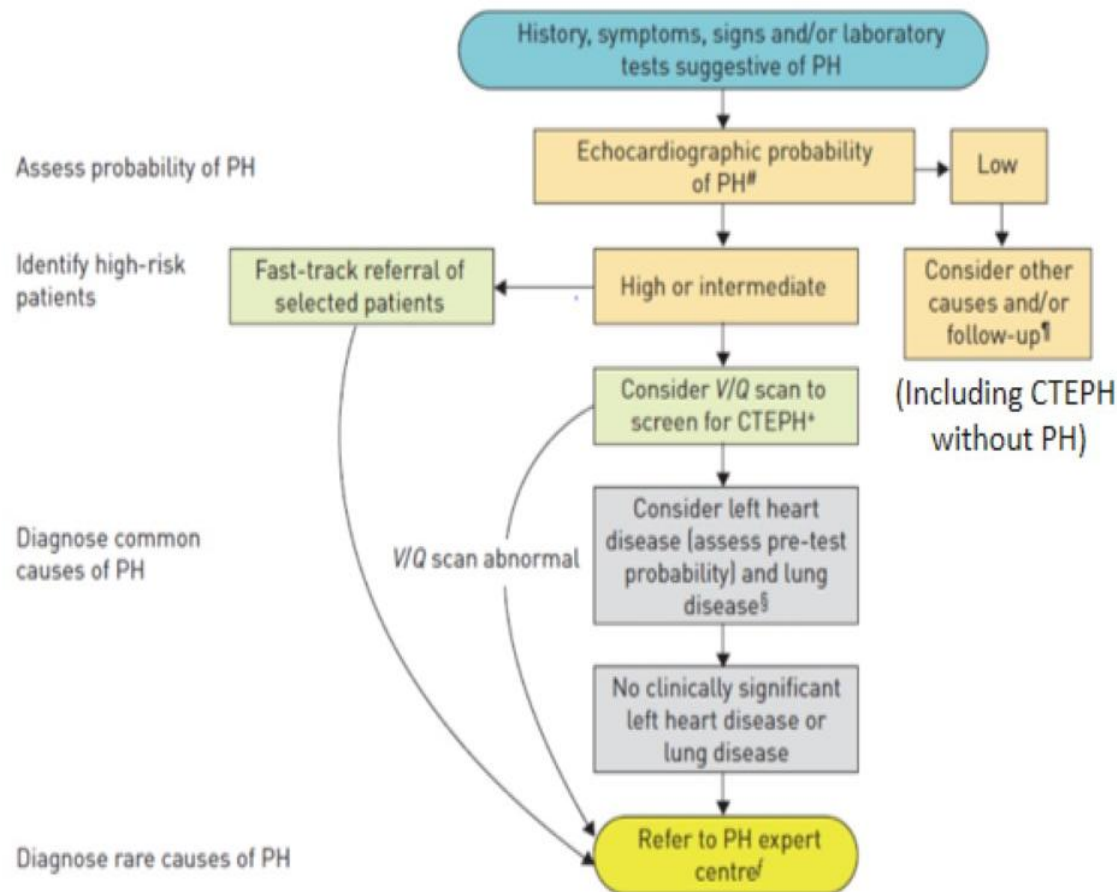 History, symptoms, signs and/or laboratory
tests suggestive of PH
Assess probability of PH
Echocardiographic probability
of PH#
Low
Identify high-risk
patients
Fast-track referral of
selected patients
High or intermediate
Consider other
causes and/or
follow-up¶
(Including CTEPH
without PH)
Consider V/Q scan to
screen for CTEPH+
Diagnose common
causes of PH
V/Q scan abnormal
Consider left heart
disease (assess pre-test
probability) and lung
disease§
No clinically significant
left heart disease or
lung disease
Diagnose rare causes of PH
Refer to PH expert
centreƒ